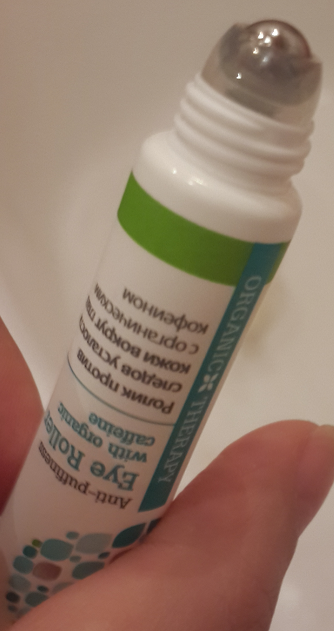 ORGANIC THERAPY
Anti-puffiness
Eye Roller
with organic
caffeine
Ролик против
следов усталости
кожи вокруг глаз
с органическим
кофеином